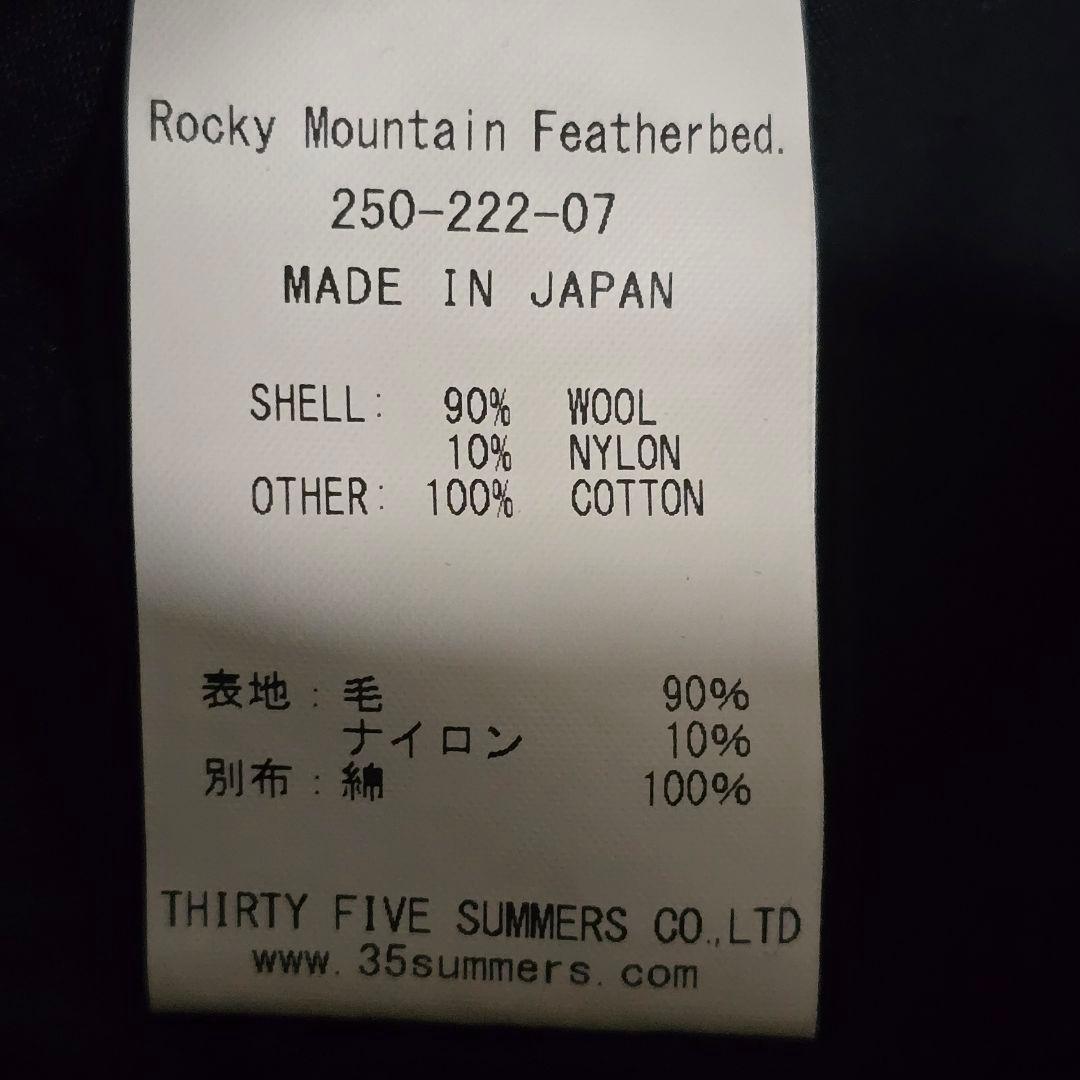 Rocky Mountain Featherbed.
250-222-07
MADE IN JAPAN
SHELL: 90% WOOL
10% NYLON
OTHER: 100% COTTON
表地:毛 90%
ナイロン 10%
別布:綿 100%
THIRTY FIVE SUMMERS CO.,LTD
www.35summers.com